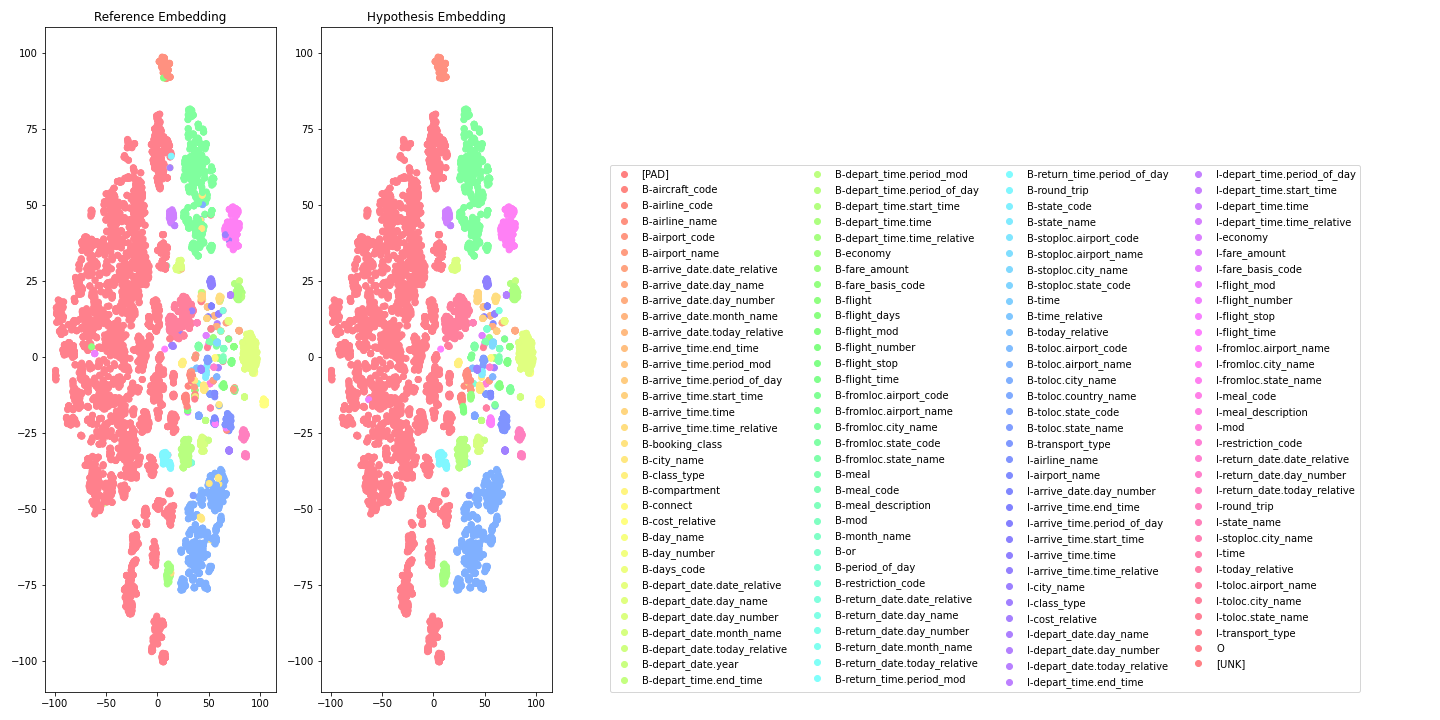 Reference Embedding
Hypothesis Embedding
100
75
50
25
0
−25
−50
−75
−100
−100
−50
0
50
100
100
75
50
25
0
−25
−50
−75
−100
−100
−50
0
50
100
[PAD]
B-aircraft_code
B-airline_code
B-airline_name
B-airport_code
B-airport_name
B-arrive_date.date_relative
B-arrive_date.day_name
B-arrive_date.day_number
B-arrive_date.month_name
B-arrive_date.today_relative
B-arrive_time.end_time
B-arrive_time.period_mod
B-arrive_time.period_of_day
B-arrive_time.start_time
B-arrive_time.time
B-arrive_time.time_relative
B-booking_class
B-city_name
B-class_type
B-compartment
B-connect
B-cost_relative
B-day_name
B-day_number
B-days_code
B-depart_date.date_relative
B-depart_date.day_name
B-depart_date.day_number
B-depart_date.month_name
B-depart_date.today_relative
B-depart_date.year
B-depart_time.end_time
B-depart_time.period_mod
B-depart_time.period_of_day
B-depart_time.start_time
B-depart_time.time
B-depart_time.time_relative
B-economy
B-fare_amount
B-fare_basis_code
B-flight
B-flight_days
B-flight_mod
B-flight_number
B-flight_stop
B-flight_time
B-fromloc.airport_code
B-fromloc.airport_name
B-fromloc.city_name
B-fromloc.state_code
B-fromloc.state_name
B-meal
B-meal_code
B-meal_description
B-mod
B-month_name
B-or
B-period_of_day
B-restriction_code
B-return_date.date_relative
B-return_date.day_name
B-return_date.day_number
B-return_date.month_name
B-return_date.today_relative
B-return_time.period_mod
B-return_time.period_of_day
B-round_trip
B-state_code
B-state_name
B-stoploc.airport_code
B-stoploc.airport_name
B-stoploc.city_name
B-stoploc.state_code
B-time
B-time_relative
B-today_relative
B-toloc.airport_code
B-toloc.airport_name
B-toloc.city_name
B-toloc.country_name
B-toloc.state_code
B-toloc.state_name
B-transport_type
I-airline_name
I-airport_name
I-arrive_date.day_number
I-arrive_time.end_time
I-arrive_time.period_of_day
I-arrive_time.start_time
I-arrive_time.time
I-arrive_time.time_relative
I-city_name
I-class_type
I-cost_relative
I-depart_date.day_name
I-depart_date.day_number
I-depart_date.today_relative
I-depart_time.end_time
I-depart_time.period_of_day
I-depart_time.start_time
I-depart_time.time
I-depart_time.time_relative
I-economy
I-fare_amount
I-fare_basis_code
I-flight_mod
I-flight_number
I-flight_stop
I-flight_time
I-fromloc.airport_name
I-fromloc.city_name
I-fromloc.state_name
I-meal_code
I-meal_description
I-mod
I-restriction_code
I-return_date.date_relative
I-return_date.day_number
I-return_date.today_relative
I-round_trip
I-state_name
I-stoploc.city_name
I-time
I-today_relative
I-toloc.airport_name
I-toloc.city_name
I-toloc.state_name
I-transport_type
O
[UNK]